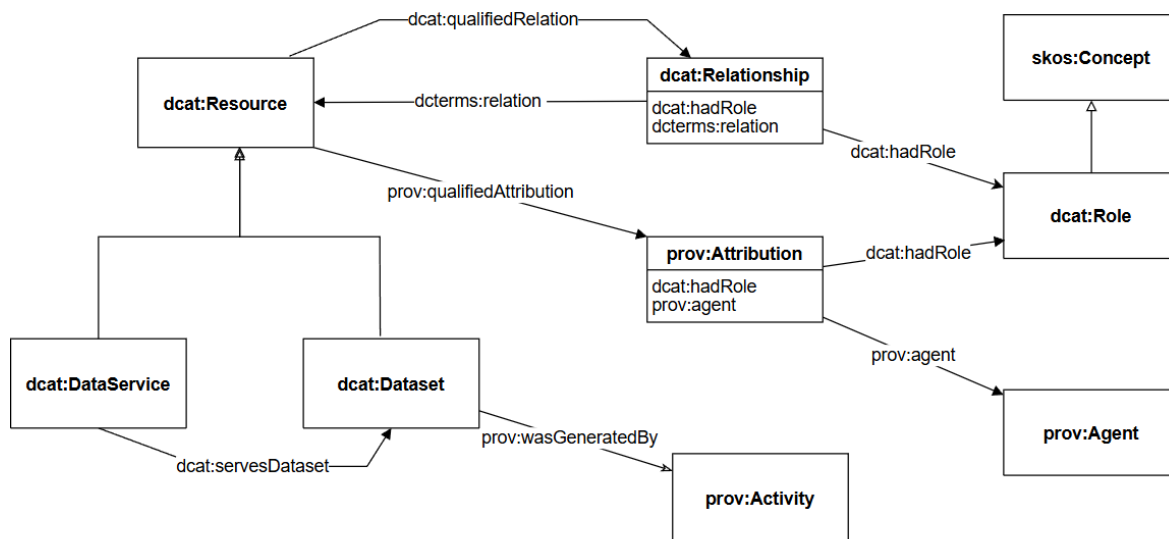 dcat:qualifiedRelation
skos:Concept
dcat:Resource
dcat:Relationship
dcat:hadRole
dcterms:relation
dcterms:relation
dcat:hadRole
prov:qualifiedAttribution
dcat:Role
prov:Attribution
dcat:hadRole
prov:agent
dcat:hadRole
prov:agent
dcat:DataService
dcat:Dataset
prov:wasGeneratedBy
prov:Agent
dcat:servesDataset
prov:Activity